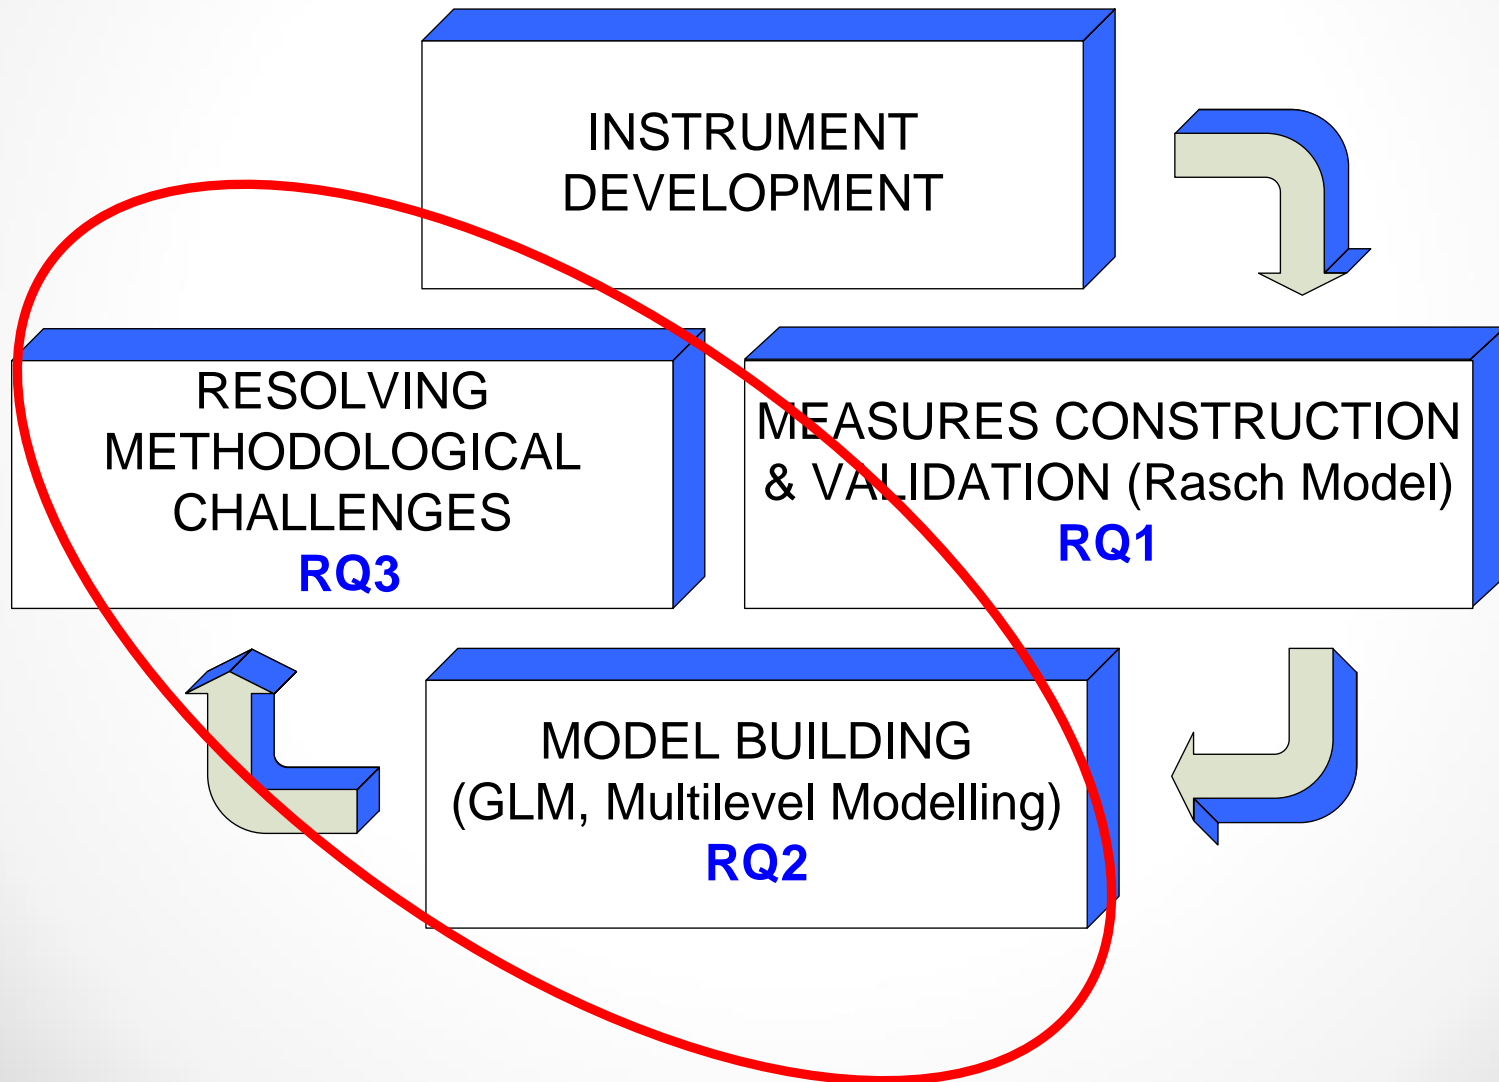 INSTRUMENT
DEVELOPMENT
RESOLVING
METHODOLOGICAL
CHALLENGES
RQ3
MEASURES CONSTRUCTION
& VALIDATION (Rasch Model)
RQ1
MODEL BUILDING
(GLM, Multilevel Modelling)
RQ2